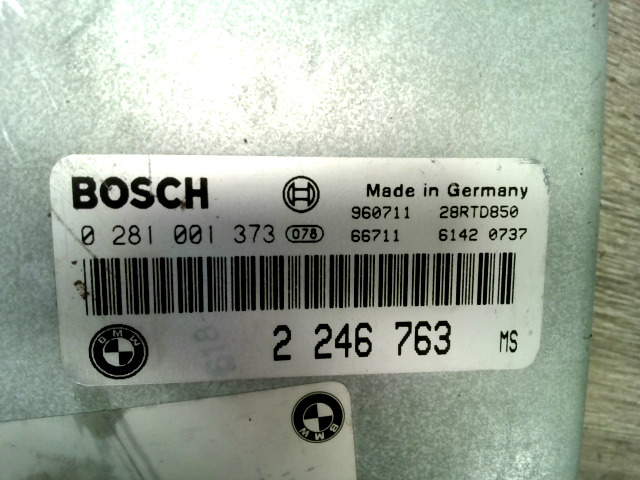 BOSCH
Made in Germany
960711 28RTD850
0 281 001 373 078 66711 6142 0737
BMW
2 246 763 MS
BMW